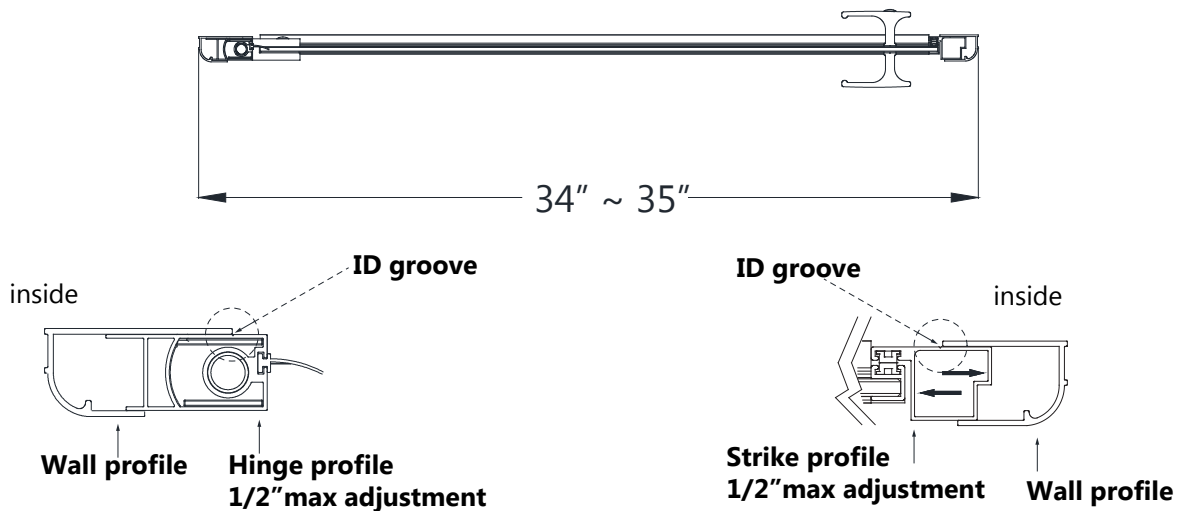 34” ~ 35”
ID groove
inside
Wall profile
Hinge profile
1/2”max adjustment
ID groove
inside
Strike profile
1/2”max adjustment
Wall profile